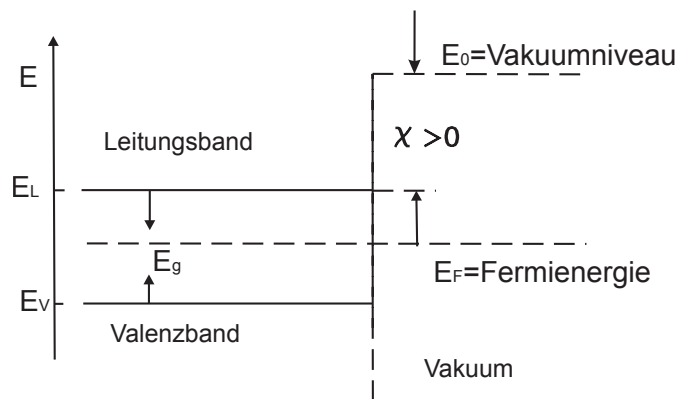 E₀=Vakuumniveau
E
χ >0
Leitungsband
E_L
E_g
E_F=Fermienergie
E_V
Valenzband
Vakuum